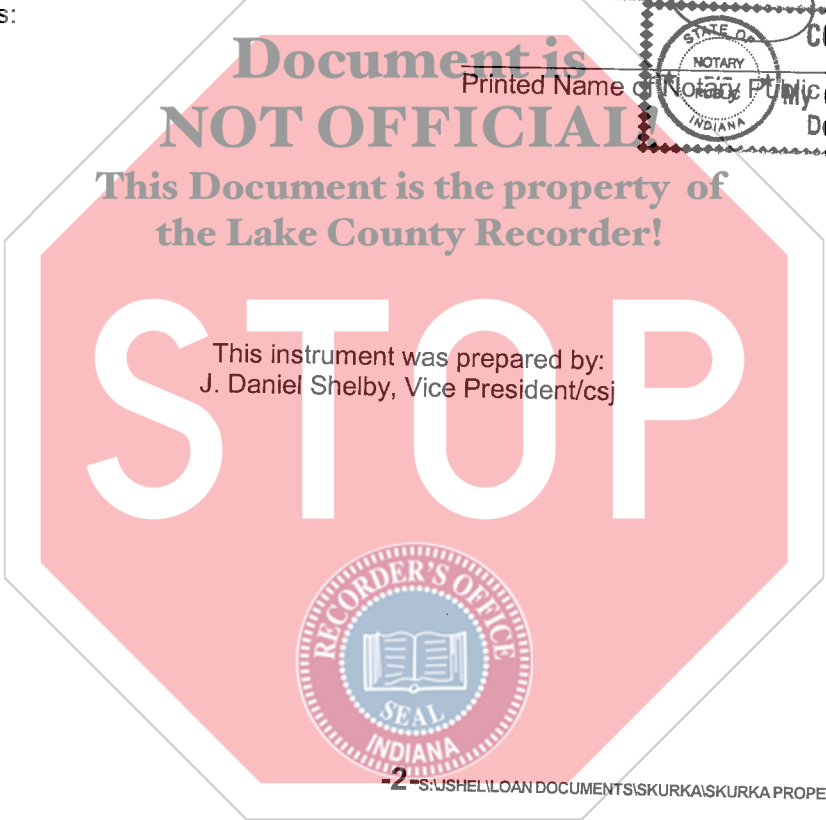 s:
Document is
NOT OFFICIAL!
Printed Name of Notary Public
STATE OF
NOTARY
PUBLIC
INDIANA
My
This Document is the property of
the Lake County Recorder!
STOP
This instrument was prepared by:
J. Daniel Shelby, Vice President/csj
RECORDER'S OFFICE
SEAL
INDIANA
-2-S:\JSHEL\LOAN DOCUMENTS\SKURKA\SKURKA PROPE